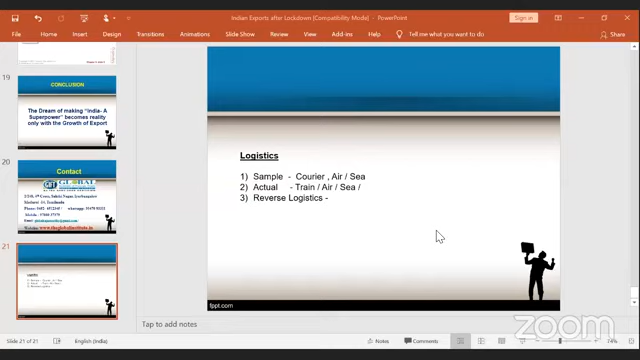 Indian Exports after Lockdown [Compatibility Mode] - PowerPoint
Sign in
File Home Insert Design Transitions Animations Slide Show Review View Add-ins Help Tell me what you want to do Share
19
CONCLUSION
The Dream of making "India- A
Superpower" becomes reality
only with the Growth of Export
20
Contact
GLOBAL
21
Logistics
1) Sample - Courier , Air / Sea
2) Actual - Train / Air / Sea /
3) Reverse Logistics -
fppt.com
Tap to add notes
Slide 21 of 21 English (India) Notes Comments 74%
zoom